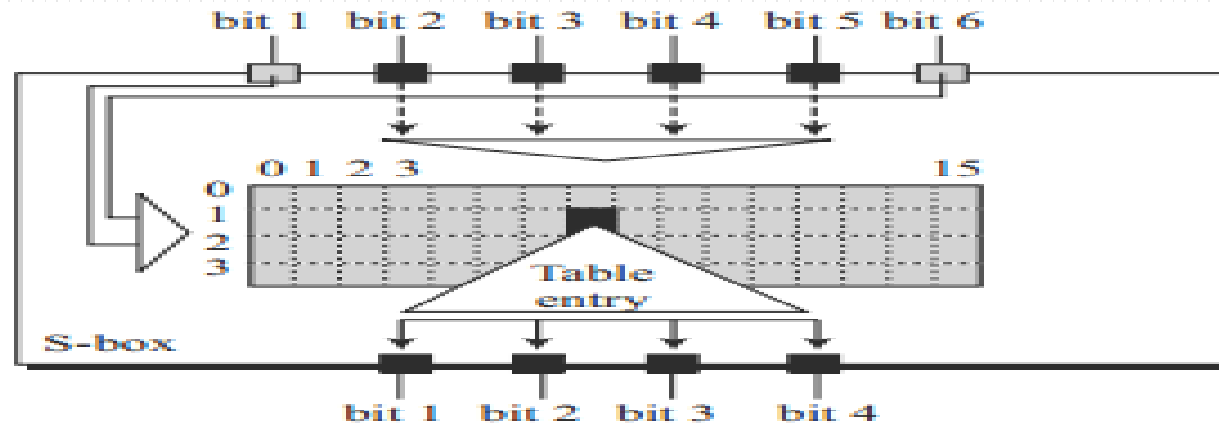 bit 1 bit 2 bit 3 bit 4 bit 5 bit 6
0 1 2 3 15
0
1
2
3
Table
entry
S-box
bit 1 bit 2 bit 3 bit 4